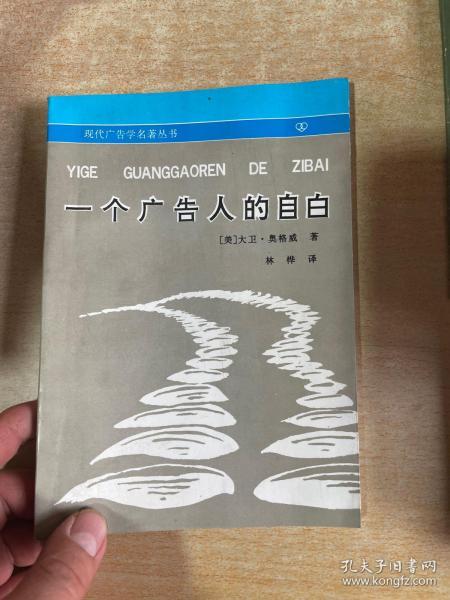 现代广告学名著丛书
YIGE GUANGGAOREN DE ZIBAI
一个广告人的自白
[美]大卫·奥格威 著
林 桦 译
孔夫子旧书网
www.kongfz.com